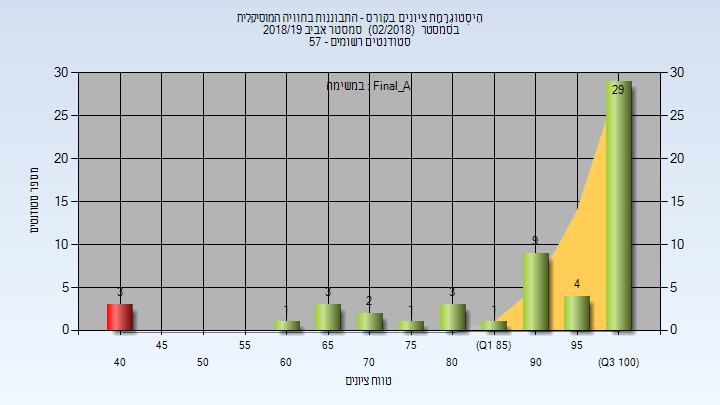 הִיסְטוֹגְרָמַת ציונים בקורס - התבוננות בחוויה המוסיקלית
בסמסטר (02/2018) סמסטר אביב 2018/19
סטודנטים רשומים - 57
במשימה : Final_A
מספר סטודנטים
30 30
25 25
20 20
15 15
10 10
5 5
0 0
3 1 3 2 1 3 1 9 4 29
45 55 65 75 (Q1 85) 95
40 50 60 70 80 90 (Q3 100)
טווח ציונים